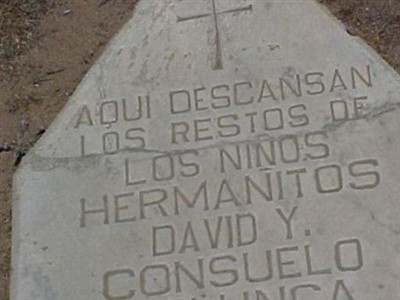 AQUI DESCANSAN
LOS RESTOS DE
LOS NIÑOS
HERMANITOS
DAVID Y.
CONSUELO